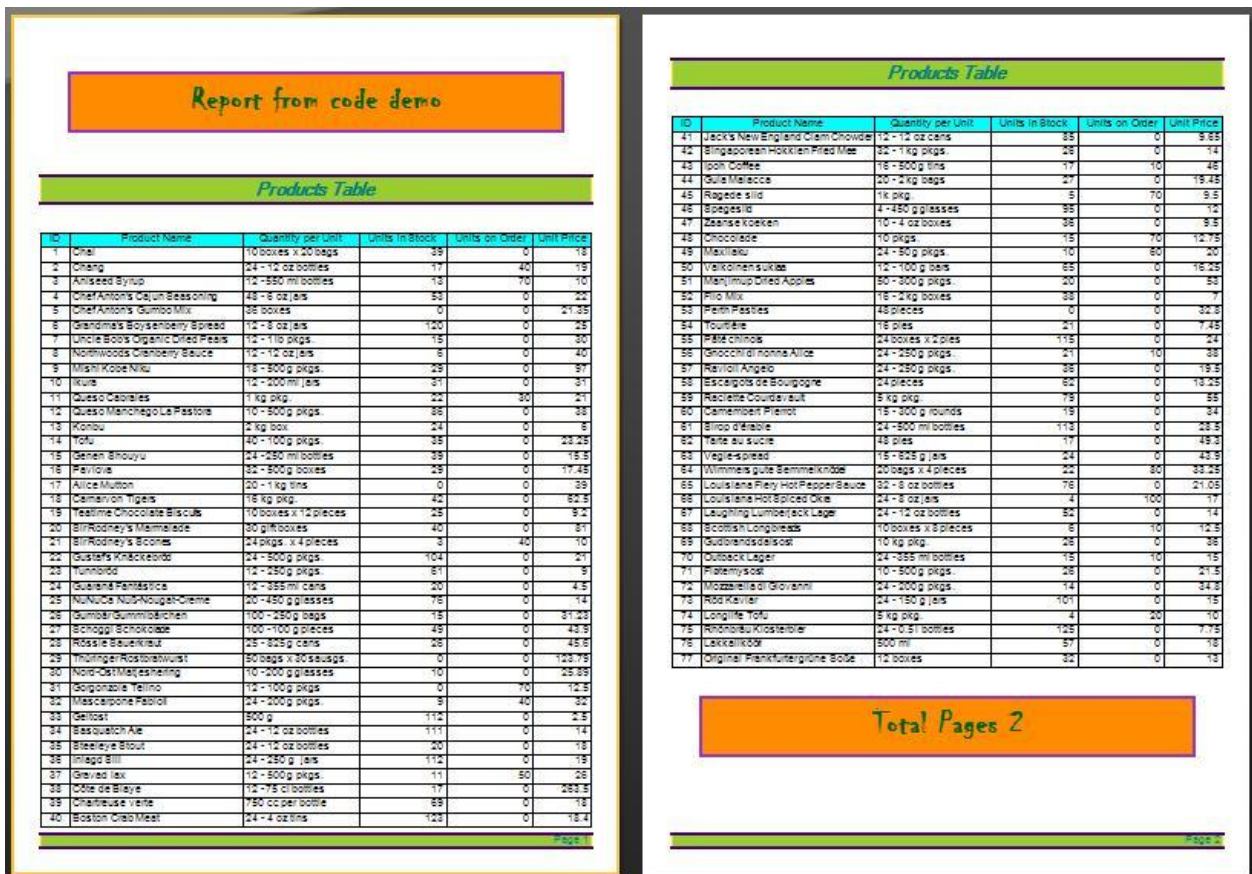 Report from code demo
Products Table
ID Product Name Quantity per Unit Units In Stock Units on Order Unit Price
1 Chai 10 boxes x 20 bags 39 0 18
2 Chang 24 - 12 oz bottles 17 40 19
3 Aniseed Syrup 12 - 550 ml bottles 13 70 10
4 Chef Anton's Cajun Seasoning 48 - 6 oz jars 53 0 22
5 Chef Anton's Gumbo Mix 36 boxes 0 0 21.35
6 Grandma's Boysenberry Spread 12 - 8 oz jars 120 0 25
7 Uncle Bob's Organic Dried Pears 12 - 1 lb pkgs. 15 0 30
8 Northwoods Cranberry Sauce 12 - 12 oz jars 6 0 40
9 Mishi Kobe Niku 18 - 500 g pkgs. 29 0 97
10 Ikura 12 - 200 ml jars 31 0 31
11 Queso Cabrales 1 kg pkg. 22 30 21
12 Queso Manchego La Pastora 10 - 500 g pkgs. 86 0 38
13 Konbu 2 kg box 24 0 6
14 Tofu 40 - 100 g pkgs. 35 0 23.25
15 Genen Shouyu 24 - 250 ml bottles 39 0 15.5
16 Pavlova 32 - 500 g boxes 29 0 17.45
17 Alice Mutton 20 - 1 kg tins 0 0 39
18 Carnarvon Tigers 16 kg pkg. 42 0 62.5
19 Teatime Chocolate Biscuits 10 boxes x 12 pieces 25 0 9.2
20 Sir Rodney's Marmalade 30 gift boxes 40 0 81
21 Sir Rodney's Scones 24 pkgs. x 4 pieces 3 40 10
22 Gustaf's Knäckebröd 24 - 500 g pkgs. 104 0 21
23 Tunnbröd 12 - 250 g pkgs. 61 0 9
24 Guaraná Fantástica 12 - 355 ml cans 20 0 4.5
25 NuNuCa Nuß-Nougat-Creme 20 - 450 g glasses 76 0 14
26 Gumbär Gummibärchen 100 - 250 g bags 15 0 31.23
27 Schoggi Schokolade 100 - 100 g pieces 49 0 43.9
28 Rössle Sauerkraut 25 - 825 g cans 26 0 45.6
29 Thüringer Rostbratwurst 50 bags x 30 sausgs. 0 0 123.79
30 Nord-Ost Matjeshering 10 - 200 g glasses 10 0 25.89
31 Gorgonzola Telino 12 - 100 g pkgs 0 70 12.5
32 Mascarpone Fabioli 24 - 200 g pkgs. 9 40 32
33 Geitost 500 g 112 0 2.5
34 Sasquatch Ale 24 - 12 oz bottles 111 0 14
35 Steeleye Stout 24 - 12 oz bottles 20 0 18
36 Inlagd Sill 24 - 250 g jars 112 0 19
37 Gravad lax 12 - 500 g pkgs. 11 50 26
38 Côte de Blaye 12 - 75 cl bottles 17 0 263.5
39 Chartreuse verte 750 cc per bottle 69 0 18
40 Boston Crab Meat 24 - 4 oz tins 123 0 18.4
Page 1
Products Table
ID Product Name Quantity per Unit Units In Stock Units on Order Unit Price
41 Jack's New England Clam Chowder 12 - 12 oz cans 85 0 9.65
42 Singaporean Hokkien Fried Mee 32 - 1 kg pkgs. 26 0 14
43 Ipoh Coffee 16 - 500 g tins 17 10 46
44 Gula Malacca 20 - 2 kg bags 27 0 19.45
45 Røgede sild 1k pkg. 5 70 9.5
46 Spegesild 4 - 450 g glasses 95 0 12
47 Zaanse koeken 10 - 4 oz boxes 36 0 9.5
48 Chocolade 10 pkgs. 15 70 12.75
49 Maxilaku 24 - 50 g pkgs. 10 60 20
50 Valkoinen suklaa 12 - 100 g bars 65 0 16.25
51 Manjimup Dried Apples 50 - 300 g pkgs. 20 0 53
52 Filo Mix 16 - 2 kg boxes 38 0 7
53 Perth Pasties 48 pieces 0 0 32.8
54 Tourtière 16 pies 21 0 7.45
55 Pâté chinois 24 boxes x 2 pies 115 0 24
56 Gnocchi di nonna Alice 24 - 250 g pkgs. 21 10 38
57 Ravioli Angelo 24 - 250 g pkgs. 36 0 19.5
58 Escargots de Bourgogne 24 pieces 62 0 13.25
59 Raclette Courdavault 5 kg pkg. 79 0 55
60 Camembert Pierrot 15 - 300 g rounds 19 0 34
61 Sirop d'érable 24 - 500 ml bottles 113 0 28.5
62 Tarte au sucre 48 pies 17 0 49.3
63 Vegie-spread 15 - 625 g jars 24 0 43.9
64 Wimmers gute Semmelknödel 20 bags x 4 pieces 22 80 33.25
65 Louisiana Fiery Hot Pepper Sauce 32 - 8 oz bottles 76 0 21.05
66 Louisiana Hot Spiced Okra 24 - 8 oz jars 4 100 17
67 Laughing Lumberjack Lager 24 - 12 oz bottles 52 0 14
68 Scottish Longbreads 10 boxes x 8 pieces 6 10 12.5
69 Gudbrandsdalsost 10 kg pkg. 26 0 36
70 Outback Lager 24 - 355 ml bottles 15 10 15
71 Fløtemysost 10 - 500 g pkgs. 26 0 21.5
72 Mozzarella di Giovanni 24 - 200 g pkgs. 14 0 34.8
73 Röd Kaviar 24 - 150 g jars 101 0 15
74 Longlife Tofu 5 kg pkg. 4 20 10
75 Rhönbräu Klosterbier 24 - 0.5 l bottles 125 0 7.75
76 Lakkalikööri 500 ml 57 0 18
77 Original Frankfurter grüne Soße 12 boxes 32 0 13
Total Pages 2
Page 2